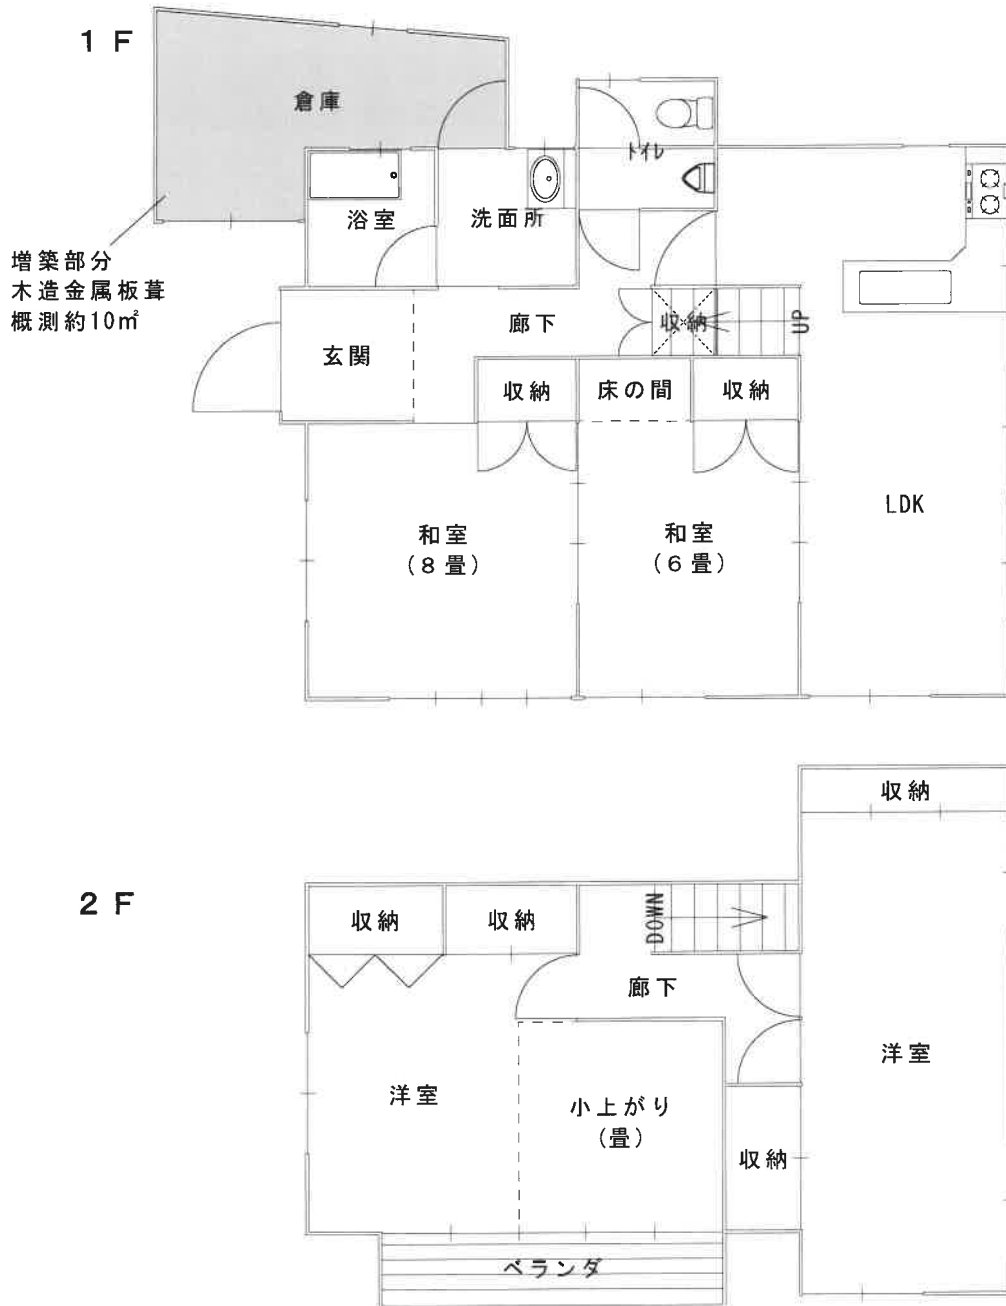 1 F
倉庫
トイレ
浴室
洗面所
増築部分
木造金属板葺
概測約10㎡
玄関
廊下
収納
UP
収納
床の間
収納
和室
(8畳)
和室
(6畳)
LDK
2 F
収納
収納
収納
DOWN
廊下
洋室
洋室
小上がり
(畳)
収納
ベランダ